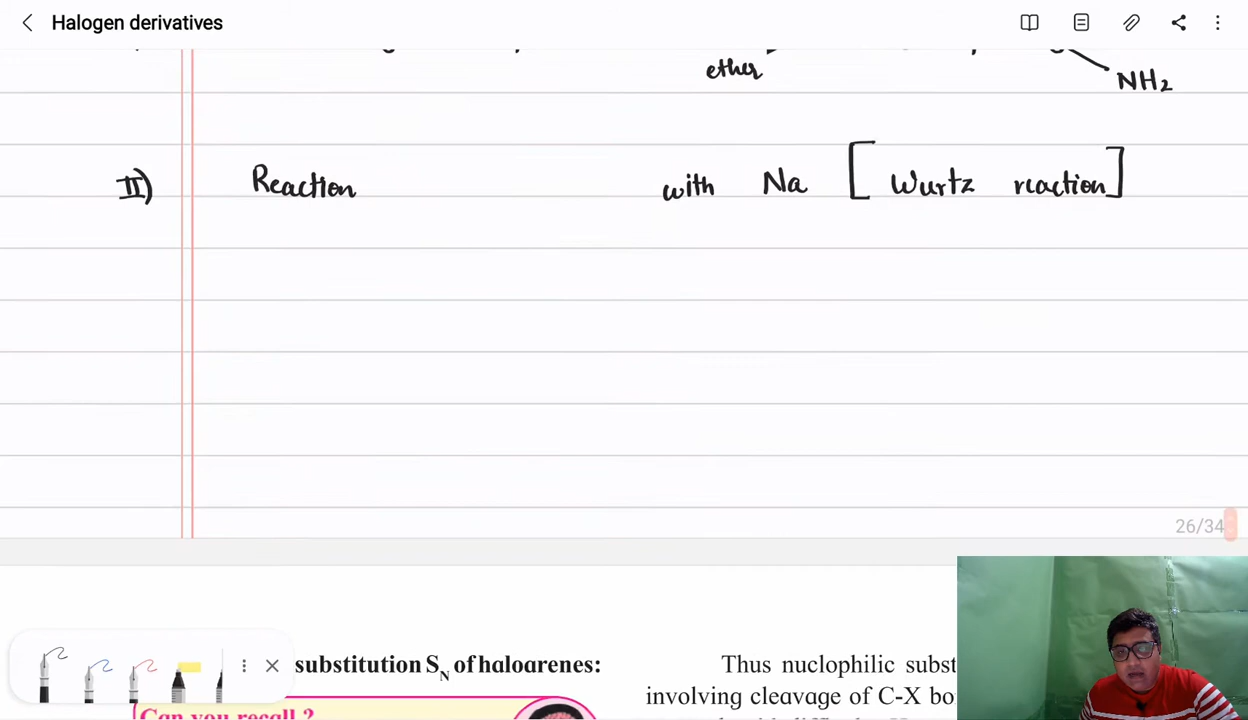 Halogen derivatives
ether
NH2
II) Reaction with Na [Wurtz reaction]
26/34
substitution SN of haloarenes:
Thus nuclophilic subst
involving cleavage of C-X bo
Can you recall ?